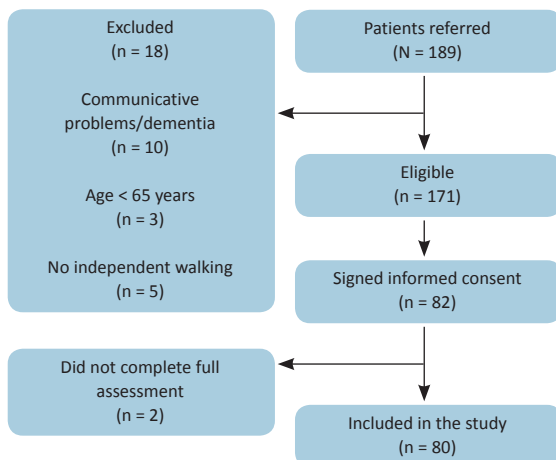 Excluded
(n = 18)
Communicative
problems/dementia
(n = 10)
Age < 65 years
(n = 3)
No independent walking
(n = 5)
Patients referred
(N = 189)
Eligible
n = 171)
Signed informed consent
(n = 82)
Did not complete full
assessment
(n = 2)
Included in the study
(n = 80)